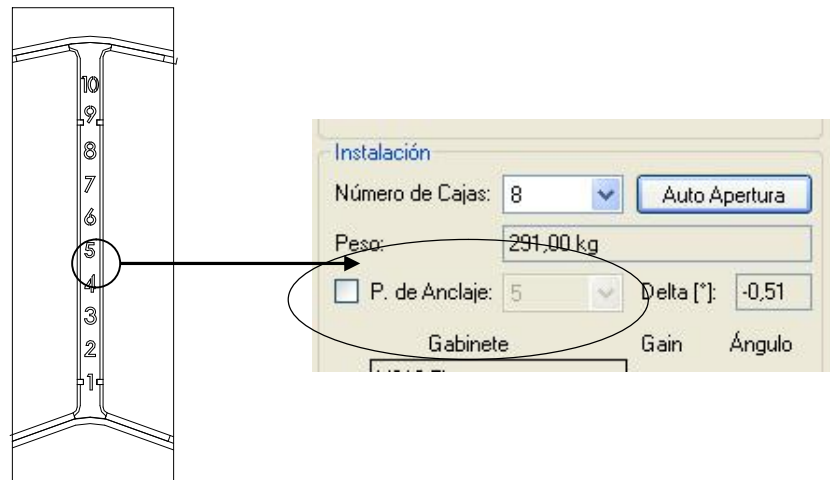 10
9
8
7
6
5
4
3
2
1
Instalación
Número de Cajas: 8 Auto Apertura
Peso: 291,00 kg
P. de Anclaje: 5 Delta [°]: -0,51
Gabinete Gain Ángulo